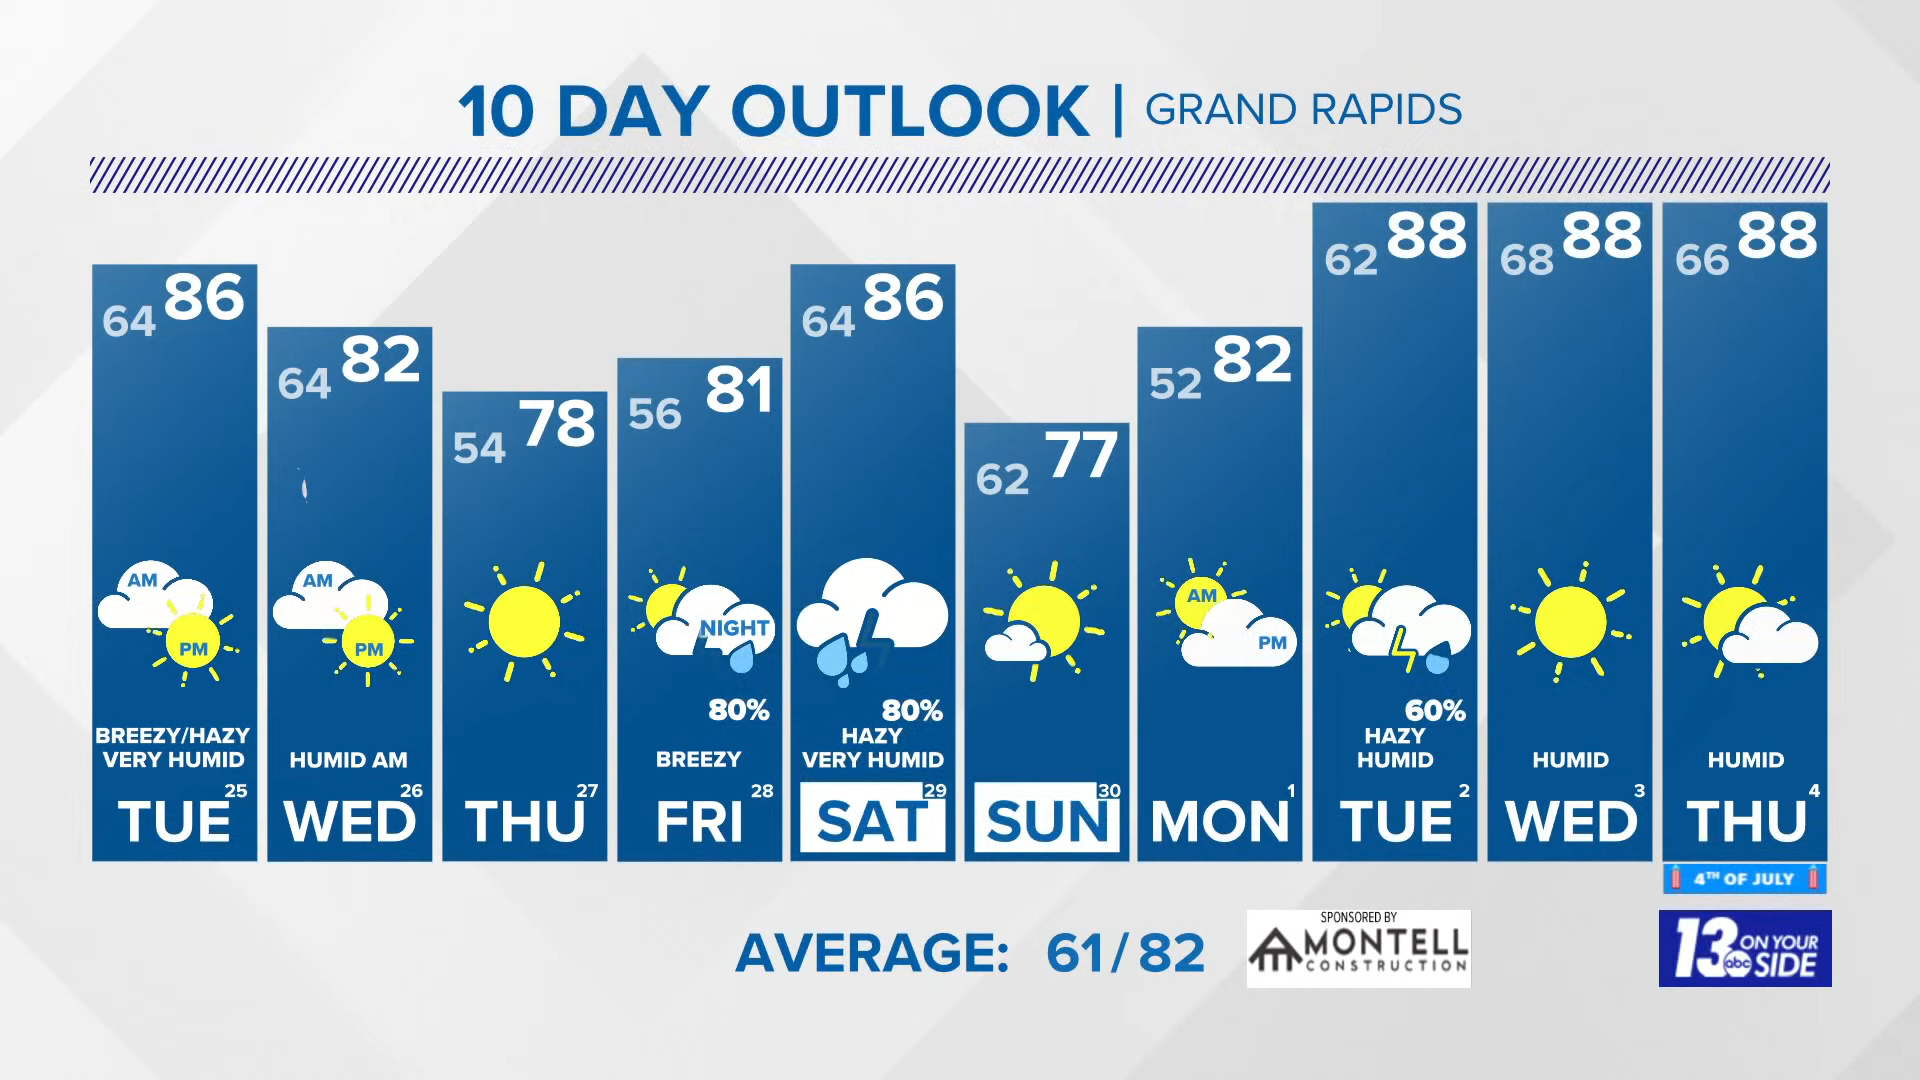 10 DAY OUTLOOK | GRAND RAPIDS
64 86
64 82
54 78
56 81
64 86
62 77
52 82
62 88
68 88
66 88
AM
PM
AM
PM
NIGHT
AM
PM
80%
80%
60%
BREEZY/HAZY
VERY HUMID
HUMID AM
BREEZY
HAZY
VERY HUMID
HAZY
HUMID
HUMID
HUMID
TUE 25
WED 26
THU 27
FRI 28
SAT 29
SUN 30
MON 1
TUE 2
WED 3
THU 4
4TH OF JULY
AVERAGE: 61/82
SPONSORED BY
MONTELL
CONSTRUCTION
13 ON YOUR
abc SIDE